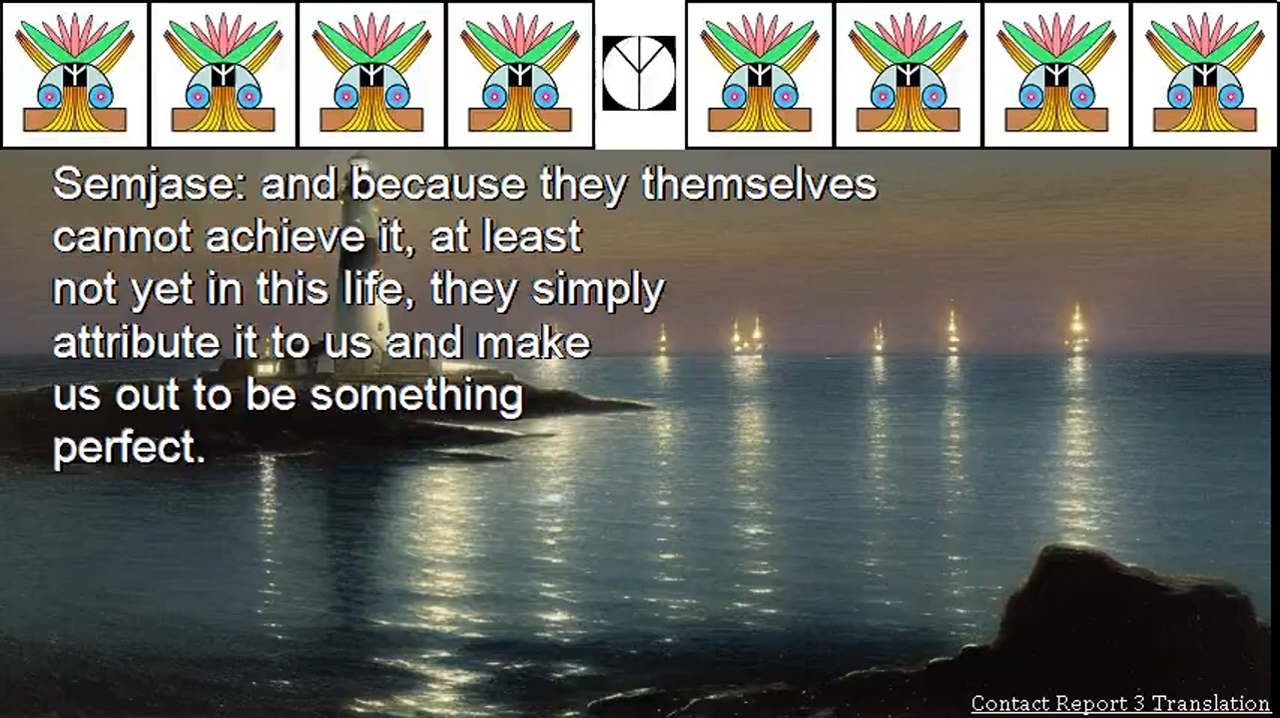 Semjase: and because they themselves
cannot achieve it, at least
not yet in this life, they simply
attribute it to us and make
us out to be something
perfect.
Contact Report 3 Translation